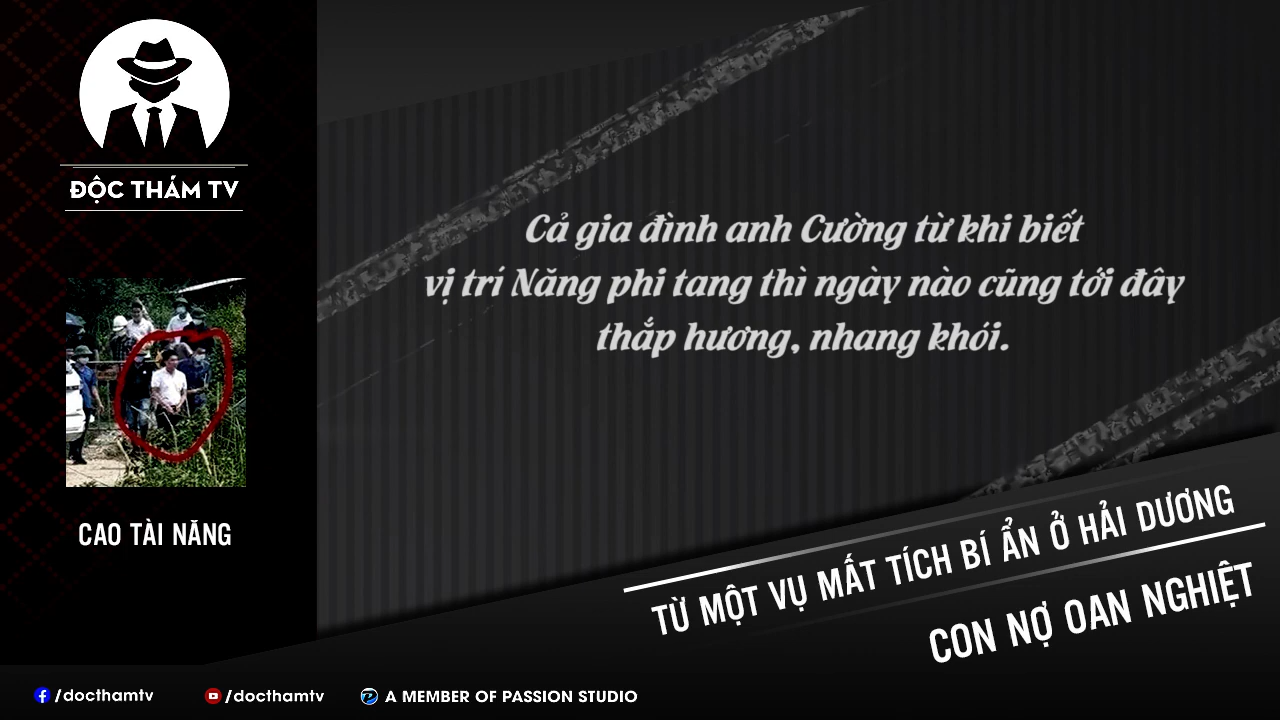 ĐỘC THÁM TV
Cả gia đình anh Cường từ khi biết
vị trí Năng phi tang thì ngày nào cũng tới đây
thắp hương, nhang khói.
CAO TÀI NĂNG
TỪ MỘT VỤ MẤT TÍCH BÍ ẨN Ở HẢI DƯƠNG
CON NỢ OAN NGHIỆT
/docthamtv
/docthamtv
A MEMBER OF PASSION STUDIO